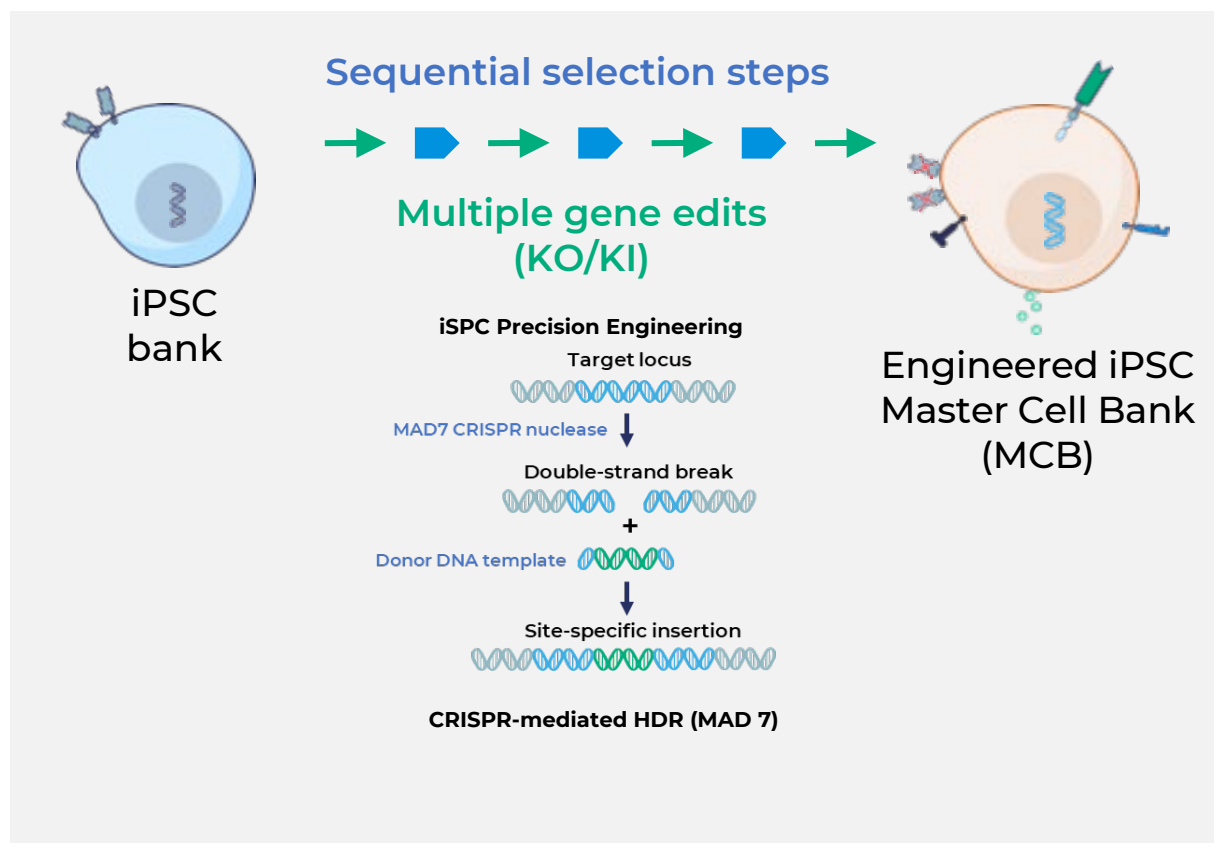 Sequential selection steps
Multiple gene edits
(KO/KI)
iPSC
bank
iSPC Precision Engineering
Target locus
MAD7 CRISPR nuclease
Double-strand break
+
Donor DNA template
Site-specific insertion
CRISPR-mediated HDR (MAD 7)
Engineered iPSC
Master Cell Bank
(MCB)